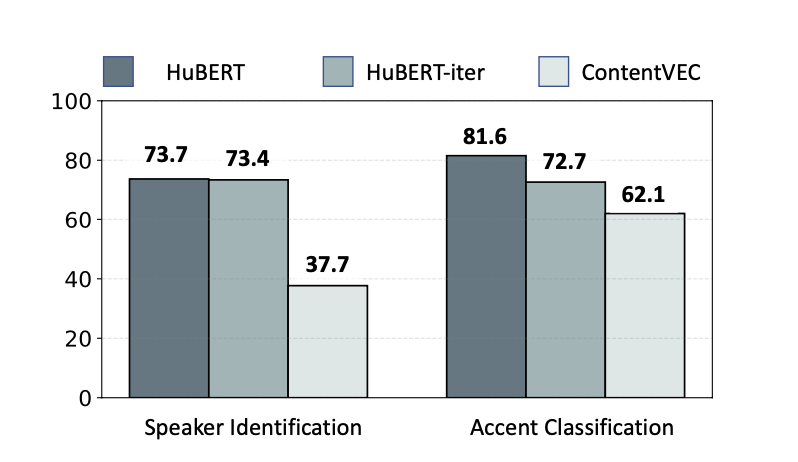 HuBERT HuBERT-iter ContentVEC
100
80
60
40
20
0
73.7 73.4 37.7 81.6 72.7 62.1
Speaker Identification Accent Classification